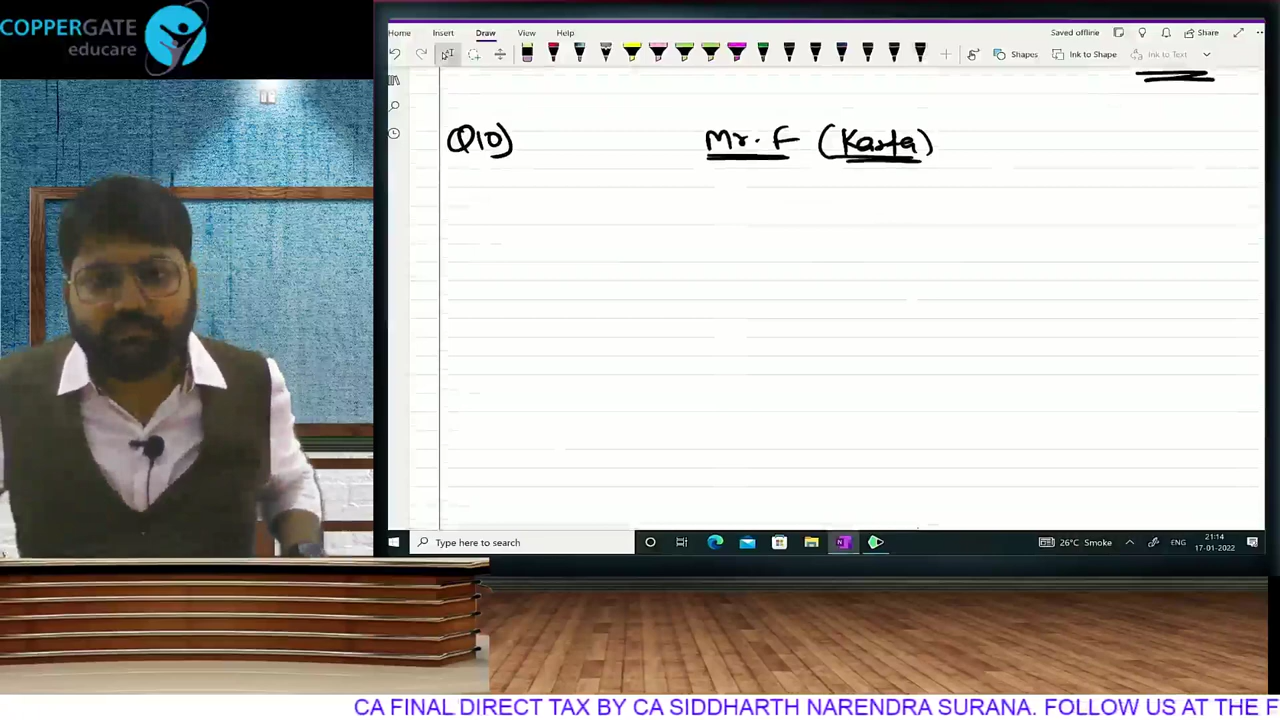 COPPERGATE
educare
Home Insert Draw View Help
Saved offline
Share
Shapes
Ink to Shape
Ink to Text
Q10) Mr. F (Karta)
Type here to search
26°C Smoke
ENG
21:14
17-01-2022
CA FINAL DIRECT TAX BY CA SIDDHARTH NARENDRA SURANA. FOLLOW US AT THE F